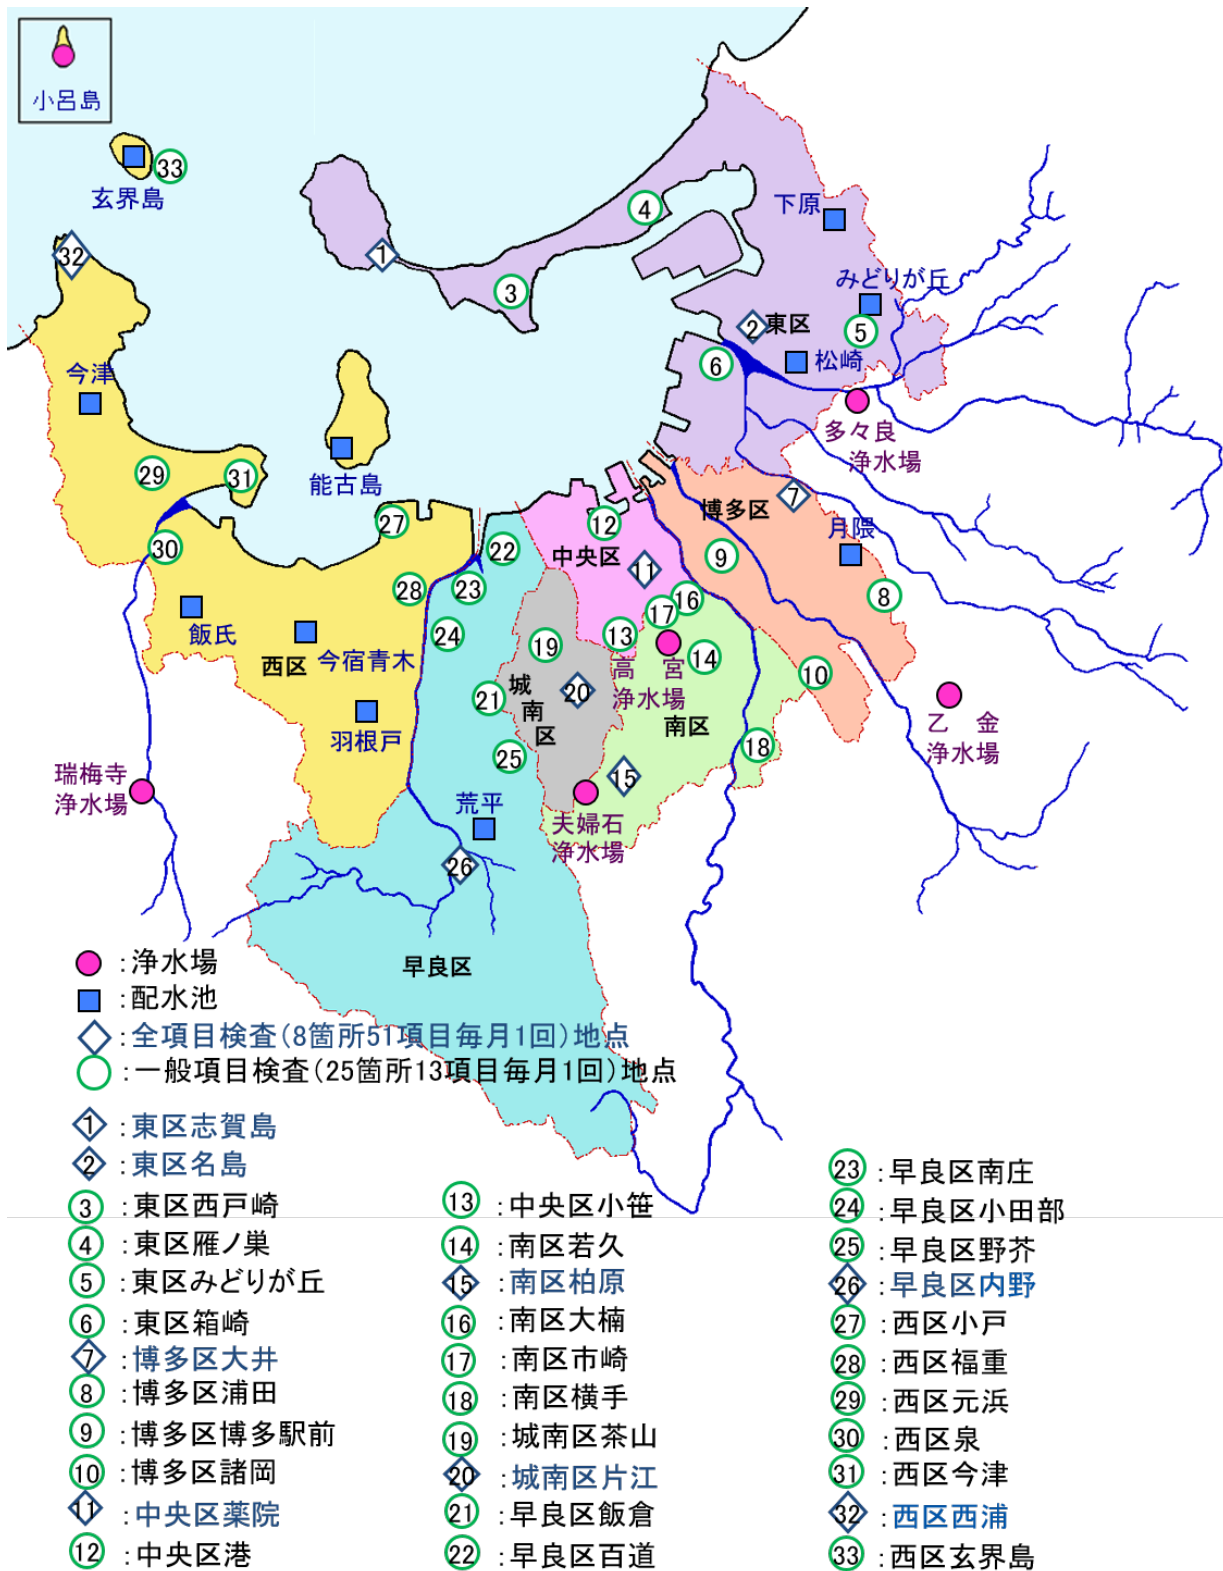 小呂島
33
玄界島
4
下原
32
1
3
みどりが丘
2
東区
5
6
松崎
今津
多々良
浄水場
29
31
能古島
7
博多区
27
12
月隈
30
22
中央区
9
11
28
23
8
飯氏
16
17
24
13
19
14
西区
今宿青木
高宮
浄水場
10
21
城南区
20
羽根戸
南区
乙金
浄水場
18
25
瑞梅寺
浄水場
15
荒平
夫婦石
浄水場
26
早良区
:浄水場
:配水池
:全項目検査(8箇所51項目毎月1回)地点
:一般項目検査(25箇所13項目毎月1回)地点
1:東区志賀島
2:東区名島
3:東区西戸崎
4:東区雁ノ巣
5:東区みどりが丘
6:東区箱崎
7:博多区大井
8:博多区浦田
9:博多区博多駅前
10:博多区諸岡
11:中央区薬院
12:中央区港
13:中央区小笹
14:南区若久
15:南区柏原
16:南区大楠
17:南区市崎
18:南区横手
19:城南区茶山
20:城南区片江
21:早良区飯倉
22:早良区百道
23:早良区南庄
24:早良区小田部
25:早良区野芥
26:早良区内野
27:西区小戸
28:西区福重
29:西区元浜
30:西区泉
31:西区今津
32:西区西浦
33:西区玄界島